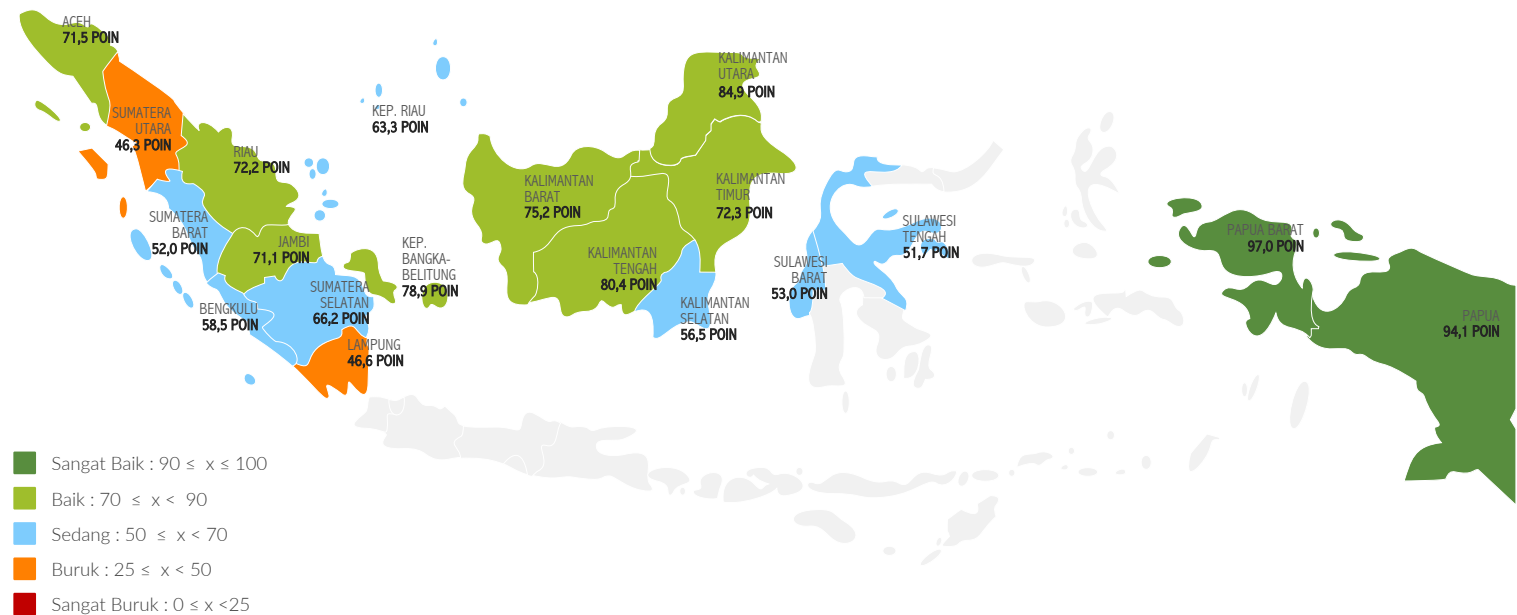 ACEH
71,5 POIN
SUMATERA
UTARA
46,3 POIN
RIAU
72,2 POIN
KEP. RIAU
63,3 POIN
SUMATERA
BARAT
52,0 POIN
JAMBI
71,1 POIN
KEP.
BANGKA-
BELITUNG
78,9 POIN
SUMATERA
SELATAN
66,2 POIN
BENGKULU
58,5 POIN
LAMPUNG
46,6 POIN
KALIMANTAN
UTARA
84,9 POIN
KALIMANTAN
BARAT
75,2 POIN
KALIMANTAN
TIMUR
72,3 POIN
KALIMANTAN
TENGAH
80,4 POIN
KALIMANTAN
SELATAN
56,5 POIN
SULAWESI
TENGAH
51,7 POIN
SULAWESI
BARAT
53,0 POIN
PAPUA BARAT
97,0 POIN
PAPUA
94,1 POIN
Sangat Baik : 90 ≤ x ≤ 100
Baik : 70 ≤ x < 90
Sedang : 50 ≤ x < 70
Buruk : 25 ≤ x < 50
Sangat Buruk : 0 ≤ x <25